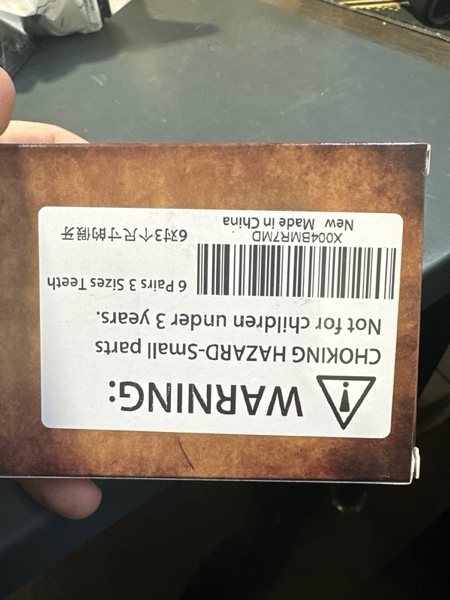 WARNING:
CHOKING HAZARD-Small parts
Not for children under 3 years.
6 Pairs 3 Sizes Teeth
X004BMR7MD
New Made in China
6对3个尺寸的假牙